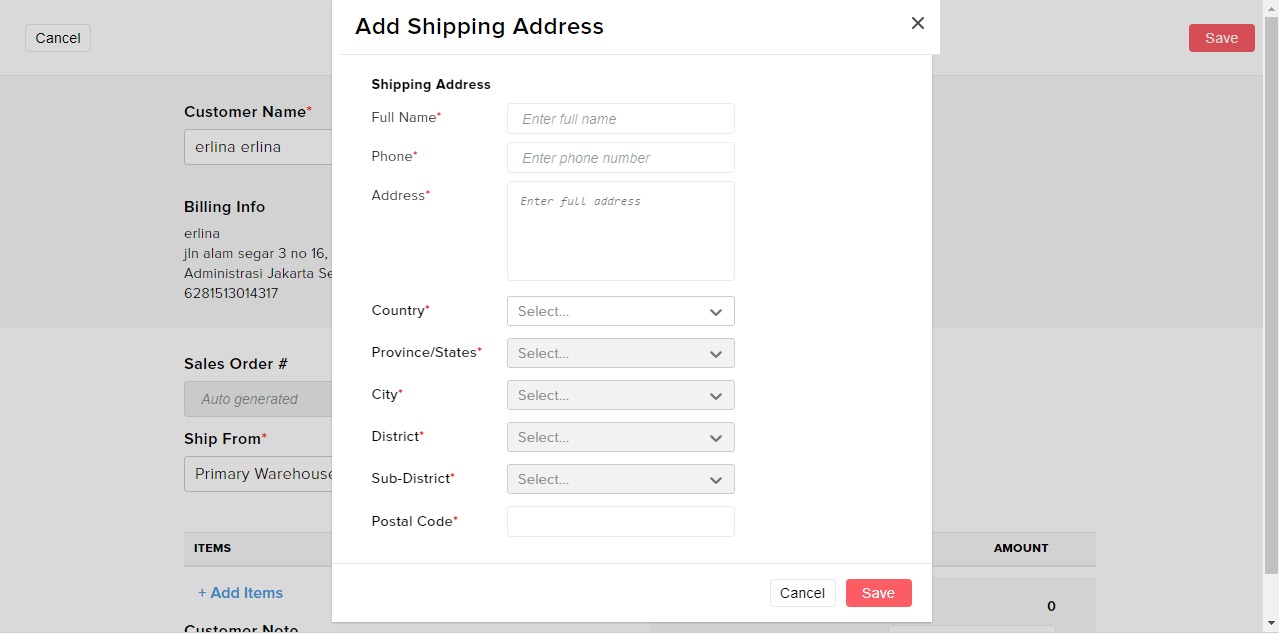 Add Shipping Address
Cancel
Save
Shipping Address
Full Name*
Enter full name
Phone*
Enter phone number
Address*
Enter full address
Country*
Select...
Province/States*
Select...
City*
Select...
District*
Select...
Sub-District*
Select...
Postal Code*
Cancel
Save
Customer Name*
erlina erlina
Billing Info
erlina
jln alam segar 3 no 16,
Administrasi Jakarta Se
6281513014317
Sales Order #
Auto generated
Ship From*
Primary Warehouse
ITEMS
AMOUNT
+ Add Items
0
Customer Note